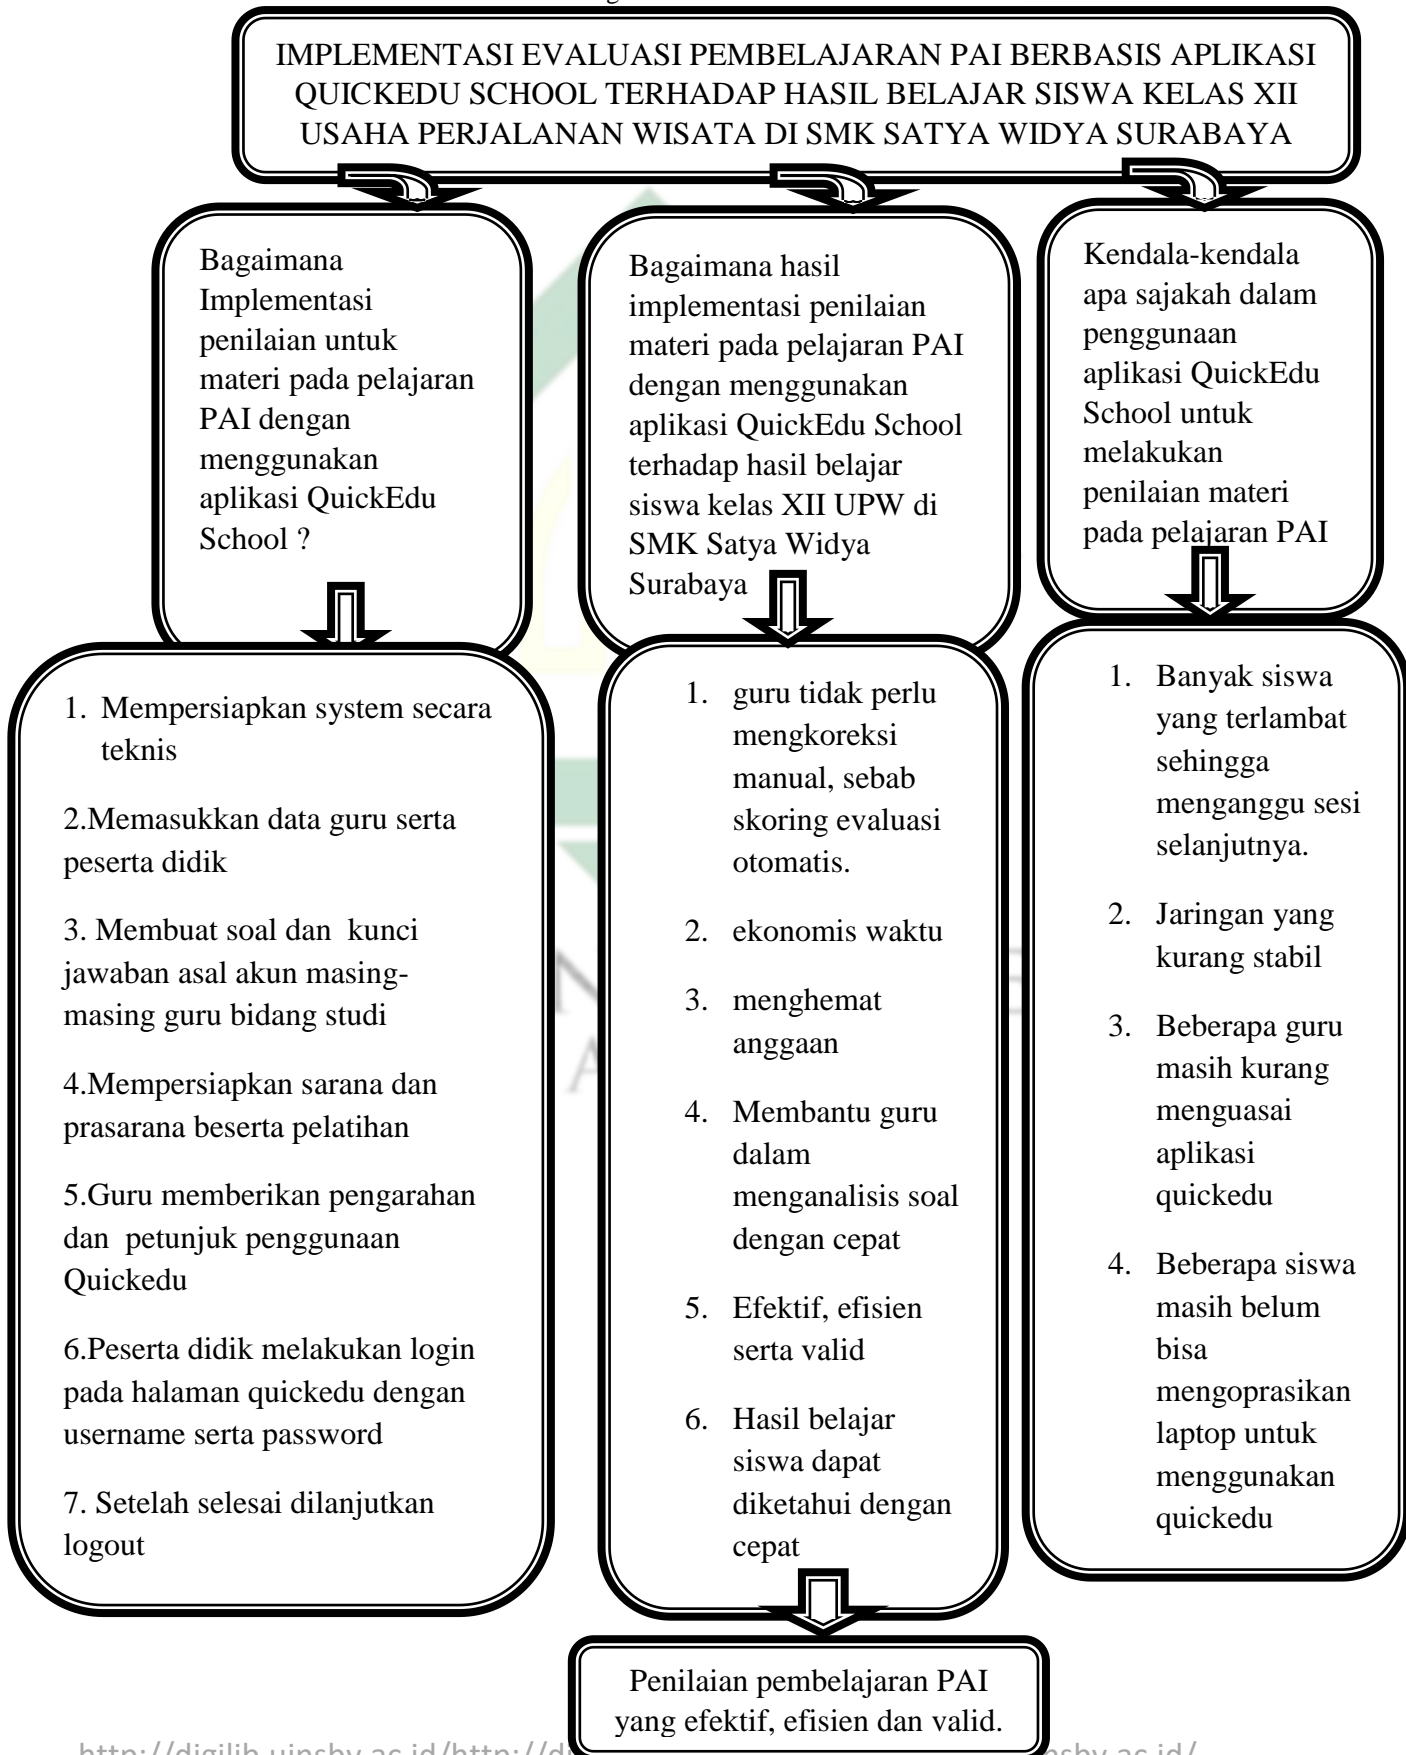 IMPLEMENTASI EVALUASI PEMBELAJARAN PAI BERBASIS APLIKASI
QUICKEDU SCHOOL TERHADAP HASIL BELAJAR SISWA KELAS XII
USAHA PERJALANAN WISATA DI SMK SATYA WIDYA SURABAYA
Bagaimana
Implementasi
penilaian untuk
materi pada pelajaran
PAI dengan
menggunakan
aplikasi QuickEdu
School ?
Bagaimana hasil
implementasi penilaian
materi pada pelajaran PAI
dengan menggunakan
aplikasi QuickEdu School
terhadap hasil belajar
siswa kelas XII UPW di
SMK Satya Widya
Surabaya
Kendala-kendala
apa sajakah dalam
penggunaan
aplikasi QuickEdu
School untuk
melakukan
penilaian materi
pada pelajaran PAI
1. Mempersiapkan system secara
teknis
2.Memasukkan data guru serta
peserta didik
3. Membuat soal dan kunci
jawaban asal akun masing-
masing guru bidang studi
4.Mempersiapkan sarana dan
prasarana beserta pelatihan
5.Guru memberikan pengarahan
dan petunjuk penggunaan
Quickedu
6.Peserta didik melakukan login
pada halaman quickedu dengan
username serta password
7. Setelah selesai dilanjutkan
logout
1. guru tidak perlu
mengkoreksi
manual, sebab
skoring evaluasi
otomatis.
2. ekonomis waktu
3. menghemat
anggaan
4. Membantu guru
dalam
menganalisis soal
dengan cepat
5. Efektif, efisien
serta valid
6. Hasil belajar
siswa dapat
diketahui dengan
cepat
1. Banyak siswa
yang terlambat
sehingga
menganggu sesi
selanjutnya.
2. Jaringan yang
kurang stabil
3. Beberapa guru
masih kurang
menguasai
aplikasi
quickedu
4. Beberapa siswa
masih belum
bisa
mengoprasikan
laptop untuk
menggunakan
quickedu
Penilaian pembelajaran PAI
yang efektif, efisien dan valid.